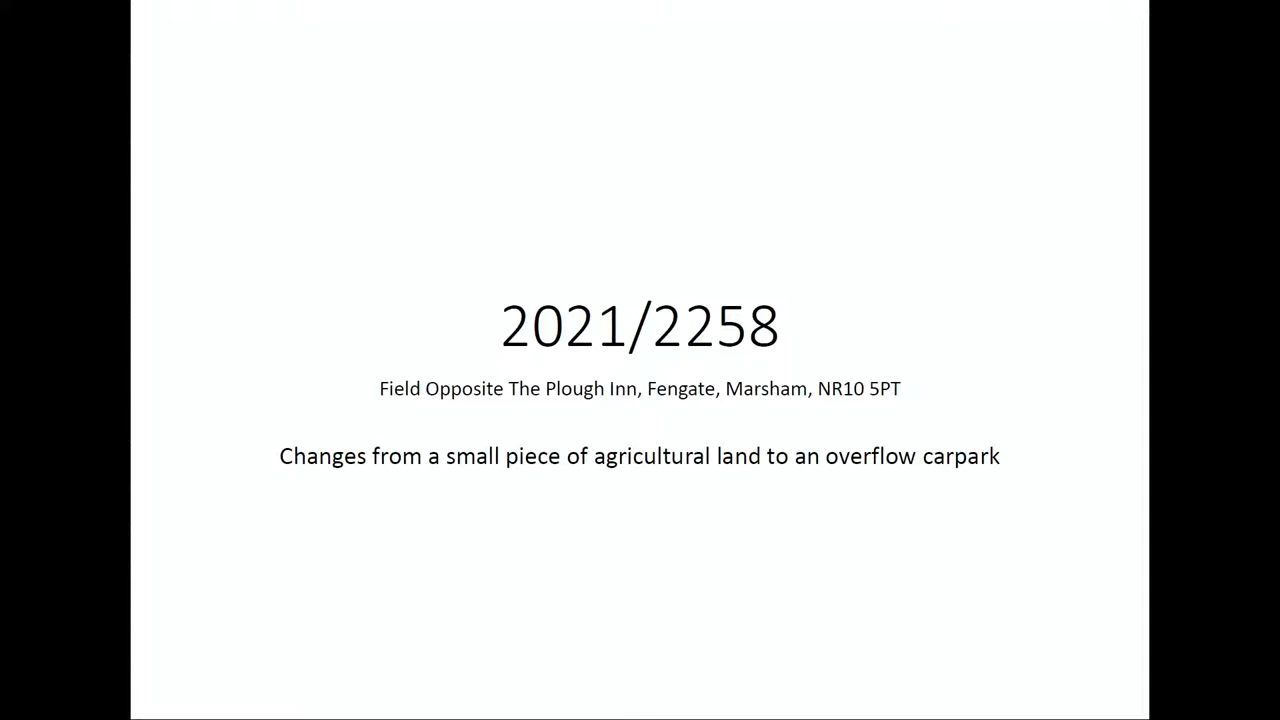 2021/2258
Field Opposite The Plough Inn, Fengate, Marsham, NR10 5PT
Changes from a small piece of agricultural land to an overflow carpark